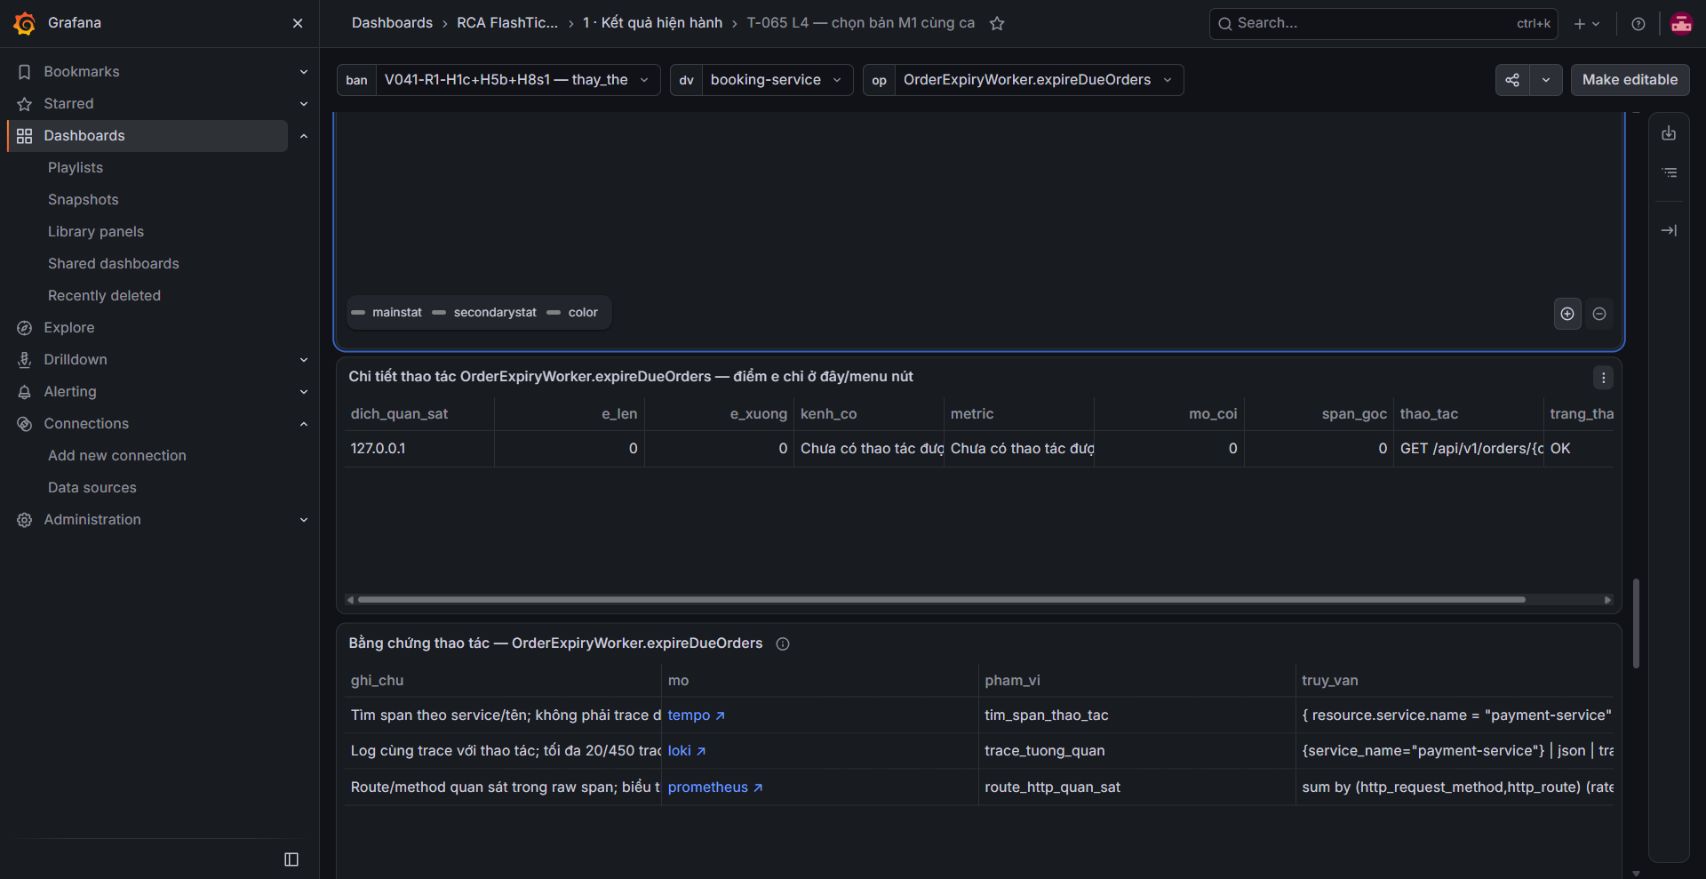 Grafana
Dashboards › RCA FlashTic... › 1 · Kết quả hiện hành › T-065 L4 — chọn bản M1 cùng ca
Search...
ctrl+k
Bookmarks
Starred
Dashboards
Playlists
Snapshots
Library panels
Shared dashboards
Recently deleted
Explore
Drilldown
Alerting
Connections
Add new connection
Data sources
Administration
ban V041-R1-H1c+H5b+H8s1 — thay_the
dv booking-service
op OrderExpiryWorker.expireDueOrders
Make editable
mainstat secondarystat color
Chi tiết thao tác OrderExpiryWorker.expireDueOrders — điểm e chỉ ở đây/menu nút
dich_quan_sat e_len e_xuong kenh_co metric mo_coi span_goc thao_tac trang_tha
127.0.0.1 0 0 Chưa có thao tác đượ Chưa có thao tác đượ 0 0 GET /api/v1/orders/{c OK
Bằng chứng thao tác — OrderExpiryWorker.expireDueOrders
ghi_chu mo pham_vi truy_van
Tìm span theo service/tên; không phải trace d tempo tim_span_thao_tac { resource.service.name = "payment-service"
Log cùng trace với thao tác; tối đa 20/450 trac loki trace_tuong_quan {service_name="payment-service"} | json | tra
Route/method quan sát trong raw span; biểu t prometheus route_http_quan_sat sum by (http_request_method,http_route) (rate